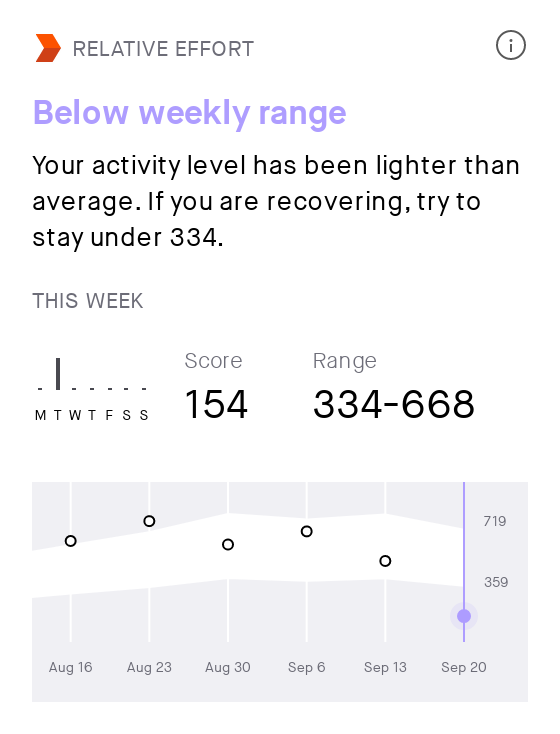 RELATIVE EFFORT
Below weekly range
Your activity level has been lighter than
average. If you are recovering, try to
stay under 334.
THIS WEEK
Score
Range
154
334-668
M T W T F S S
719
359
Aug 16
Aug 23
Aug 30
Sep 6
Sep 13
Sep 20